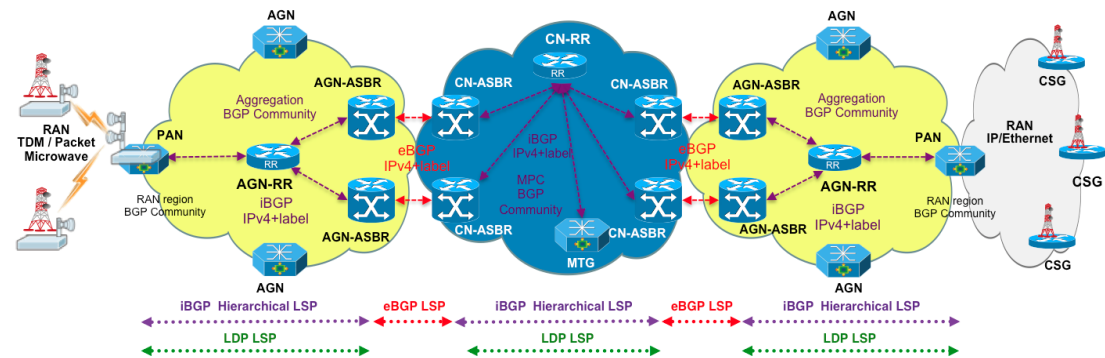 AGN
AGN
CN-RR
RR
CN-ASBR
CN-ASBR
AGN-ASBR
AGN-ASBR
CSG
Aggregation
BGP Community
Aggregation
BGP Community
RAN
TDM / Packet
Microwave
PAN
PAN
RAN
IP/Ethernet
iBGP
IPv4+label
eBGP
IPv4+label
eBGP
IPv4+label
RR
RR
AGN-RR
AGN-RR
CSG
MPC
BGP
Community
RAN region
BGP Community
RAN region
BGP Community
iBGP
IPv4+label
iBGP
IPv4+label
AGN-ASBR
CN-ASBR
CN-ASBR
AGN-ASBR
MTG
CSG
AGN
AGN
iBGP Hierarchical LSP
eBGP LSP
iBGP Hierarchical LSP
eBGP LSP
iBGP Hierarchical LSP
LDP LSP
LDP LSP
LDP LSP